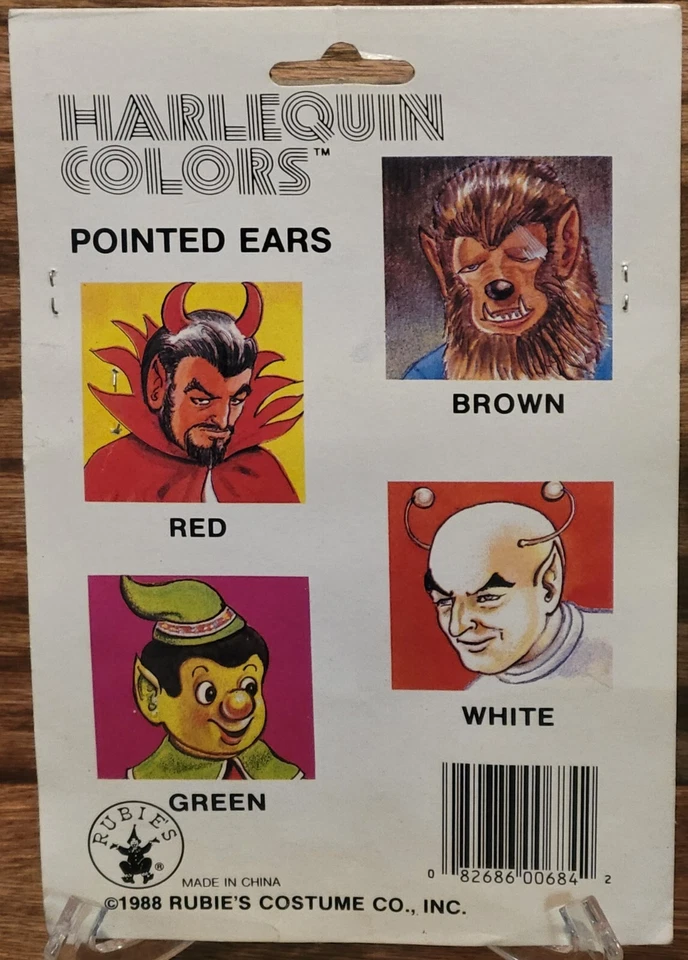 HARLEQUIN
COLORS™
POINTED EARS
BROWN
RED
WHITE
GREEN
RUBIE'S
®
MADE IN CHINA
©1988 RUBIE'S COSTUME CO., INC.
0 82686 00684 2